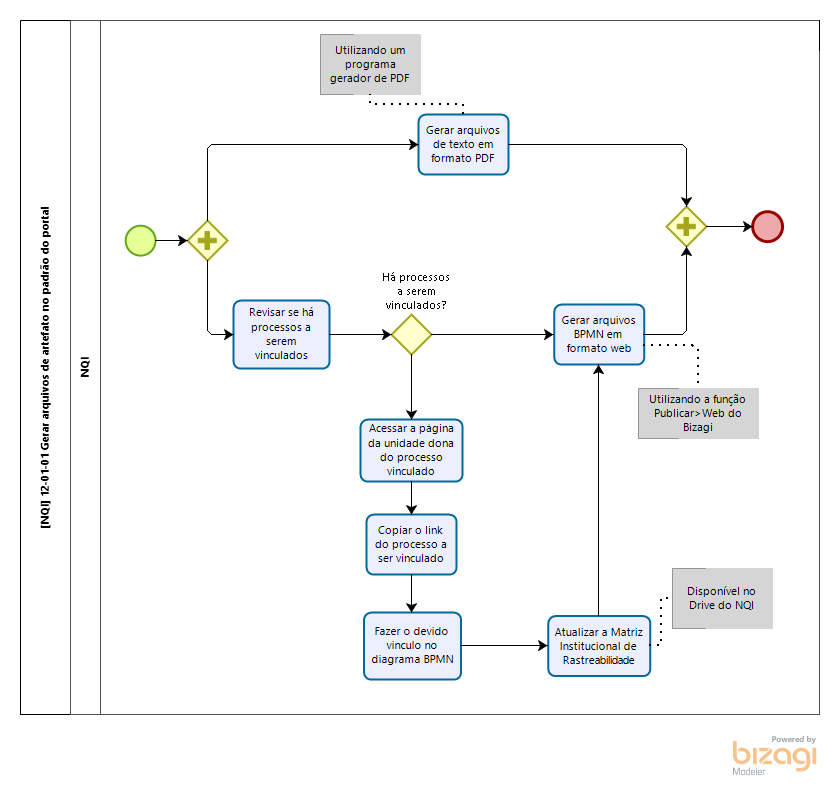 [NQI] 12-01-01 Gerar arquivos de artefato no padrão do portal
NQI
Utilizando um
programa
gerador de PDF
Gerar arquivos
de texto em
formato PDF
Há processos
a serem
vinculados?
Revisar se há
processos a
serem
vinculados
Gerar arquivos
BPMN em
formato web
Utilizando a função
Publicar>Web do
Bizagi
Acessar a página
da unidade dona
do processo
vinculado
Copiar o link
do processo a
ser vinculado
Disponível no
Drive do NQI
Fazer o devido
vinculo no
diagrama BPMN
Atualizar a Matriz
Institucional de
Rastreabilidade
Powered by
bizagi
Modeler